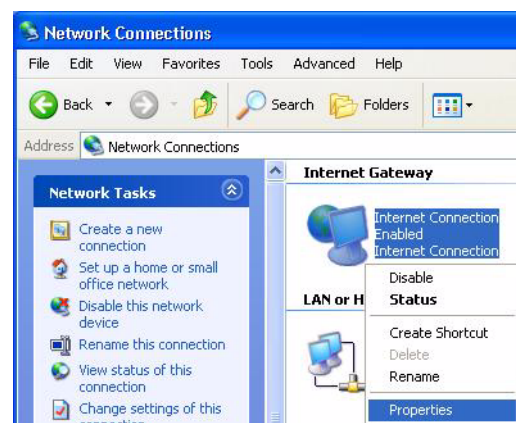 Network Connections
File Edit View Favorites Tools Advanced Help
Back Search Folders
Address Network Connections
Network Tasks
Create a new
connection
Set up a home or small
office network
Disable this network
device
Rename this connection
View status of this
connection
Change settings of this
Internet Gateway
Internet Connection
Enabled
Internet Connection
LAN or H
Disable
Status
Create Shortcut
Delete
Rename
Properties